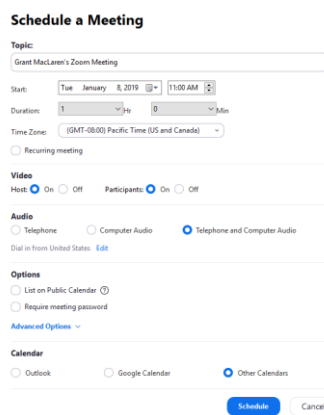 Schedule a Meeting
Topic:
Grant MacLaren's Zoom Meeting
Start: Tue January 8, 2019 11:00 AM
Duration: 1 Hr 0 Min
Time Zone: (GMT-08:00) Pacific Time (US and Canada)
Recurring meeting
Video
Host: On Off Participants: On Off
Audio
Telephone Computer Audio Telephone and Computer Audio
Dial in from United States Edit
Options
List on Public Calendar ?
Require meeting password
Advanced Options
Calendar
Outlook Google Calendar Other Calendars
Schedule Cancel